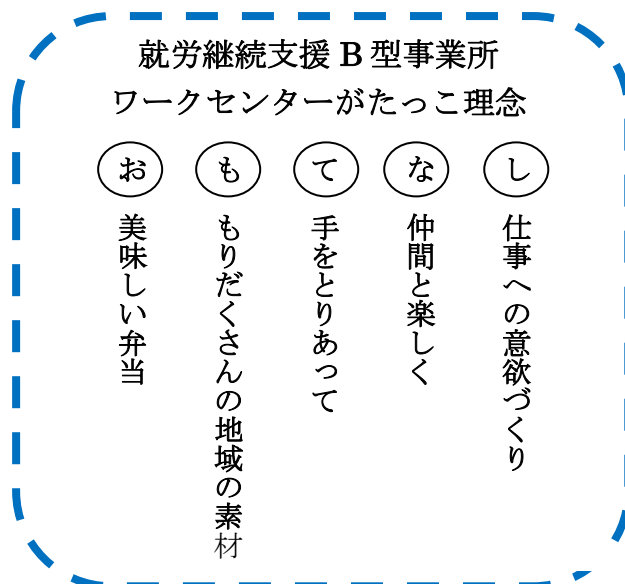 就労継続支援 B 型事業所
ワークセンターがたっこ理念
お 美味しい弁当
も もりだくさんの地域の素材
て 手をとりあって
な 仲間と楽しく
し 仕事への意欲づくり